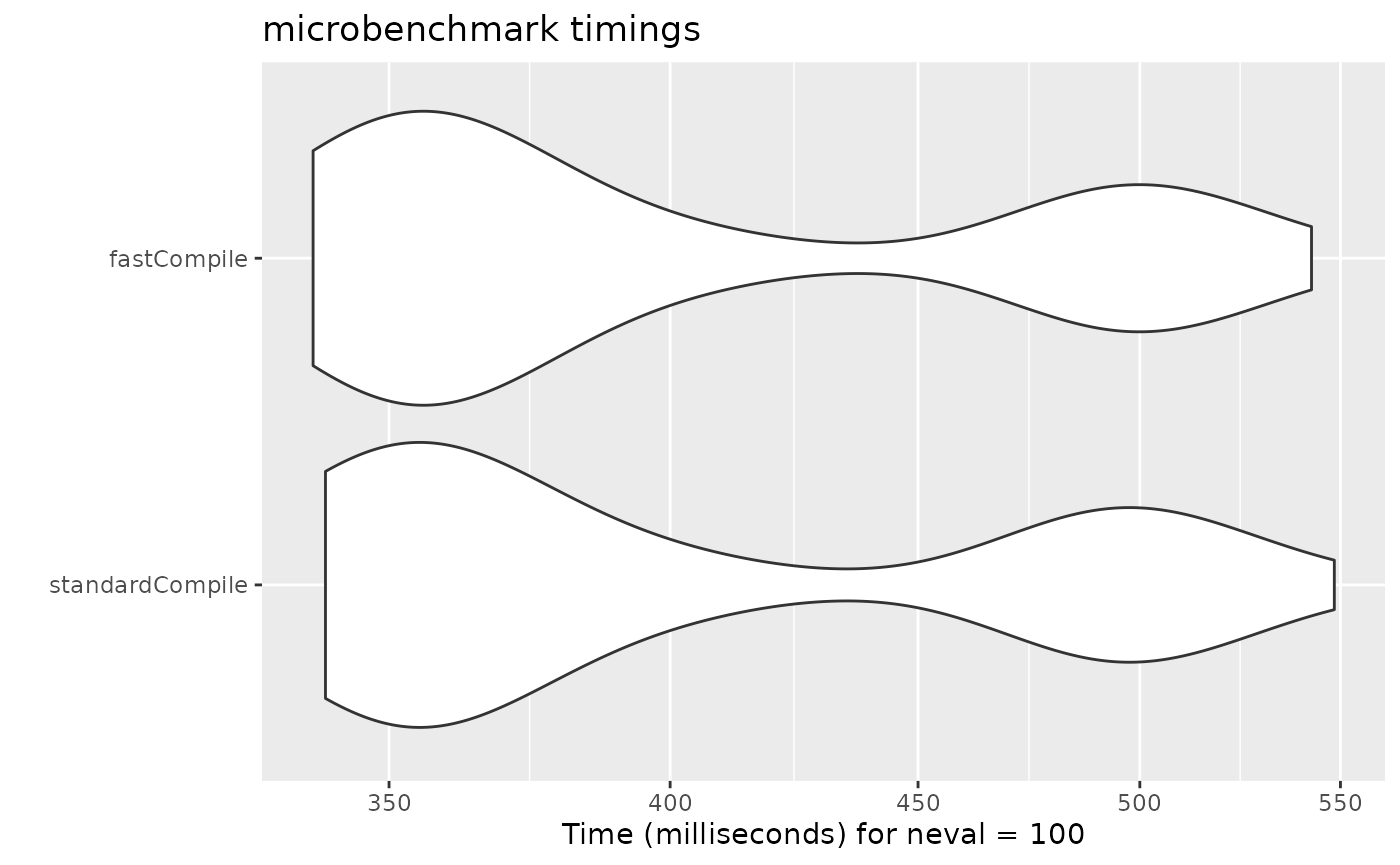 microbenchmark timings
fastCompile
standardCompile
350 400 450 500 550
Time (milliseconds) for neval = 100